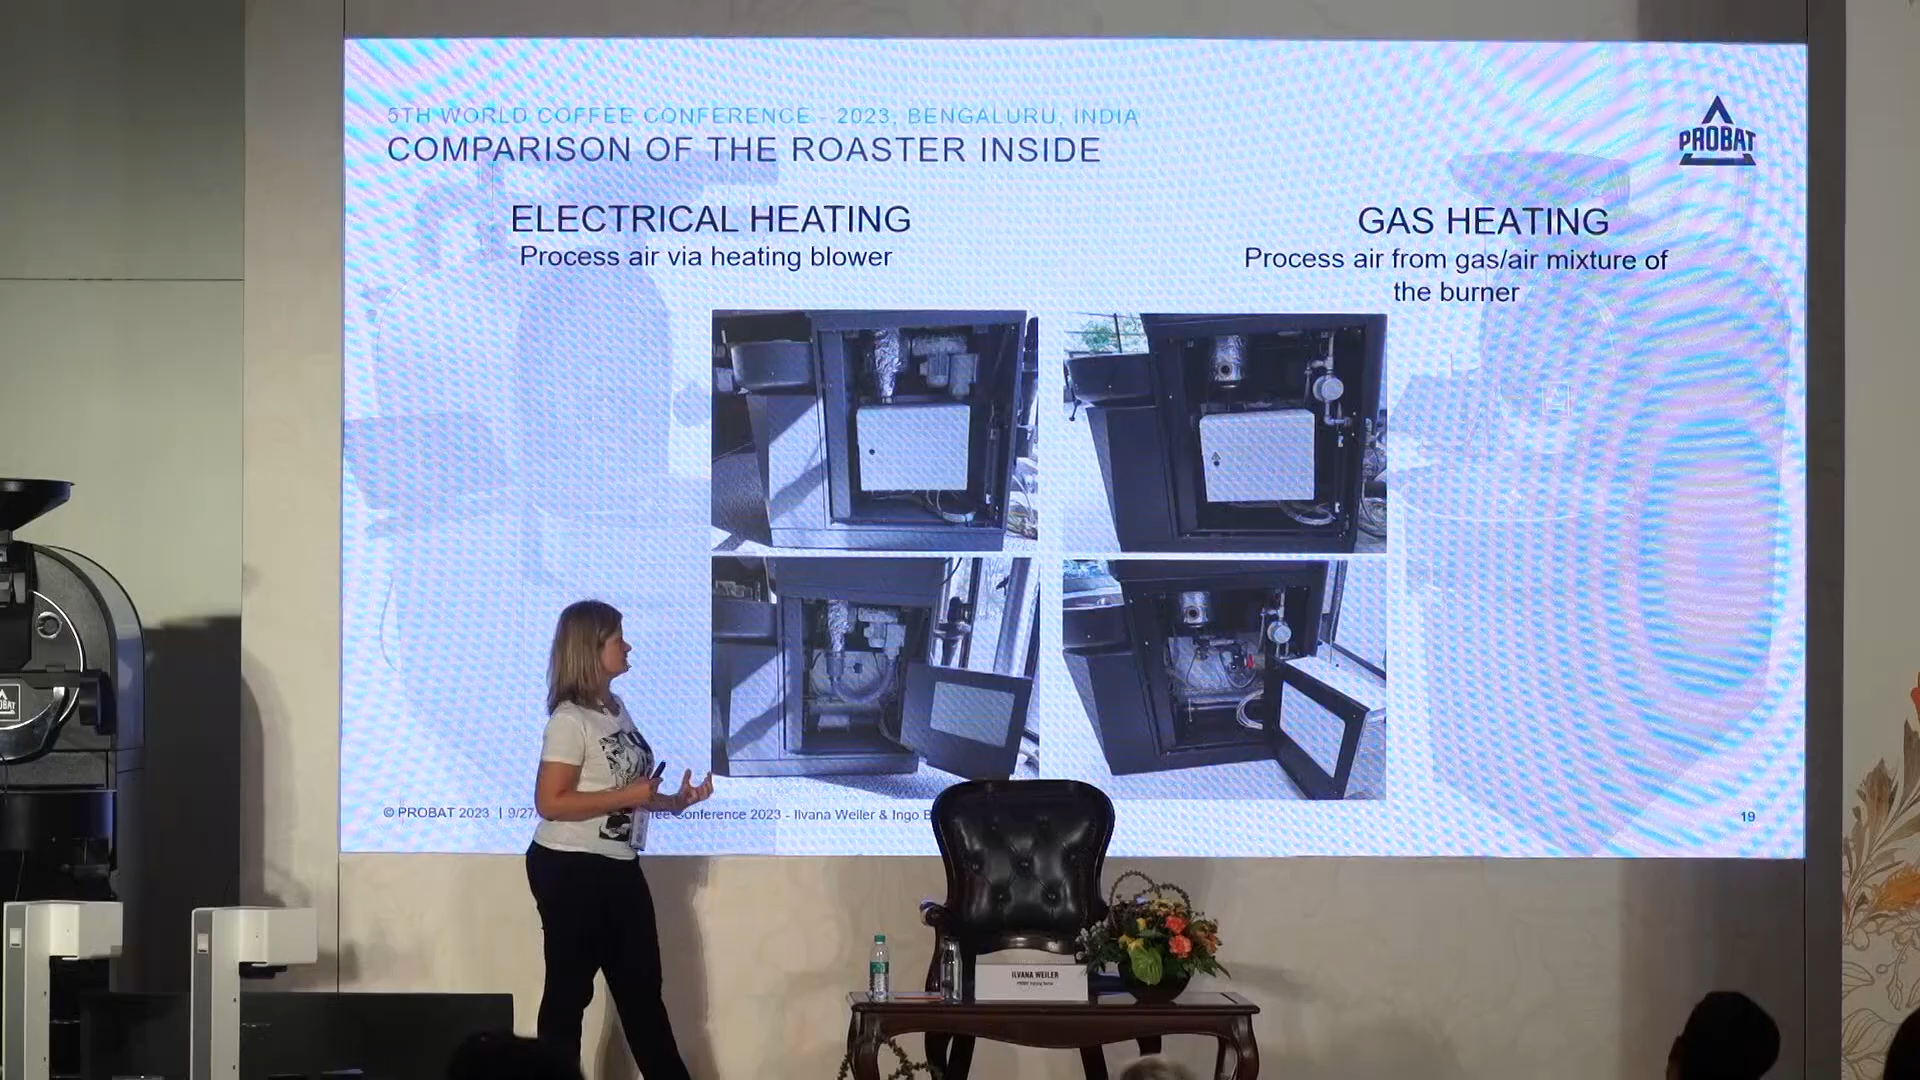 5TH WORLD COFFEE CONFERENCE - 2023, BENGALURU, INDIA
COMPARISON OF THE ROASTER INSIDE
PROBAT
ELECTRICAL HEATING
Process air via heating blower
GAS HEATING
Process air from gas/air mixture of
the burner
© PROBAT 2023 | 9/27
Conference 2023 - Ilvana Weiler & Ingo
19
ILVANA WEILER